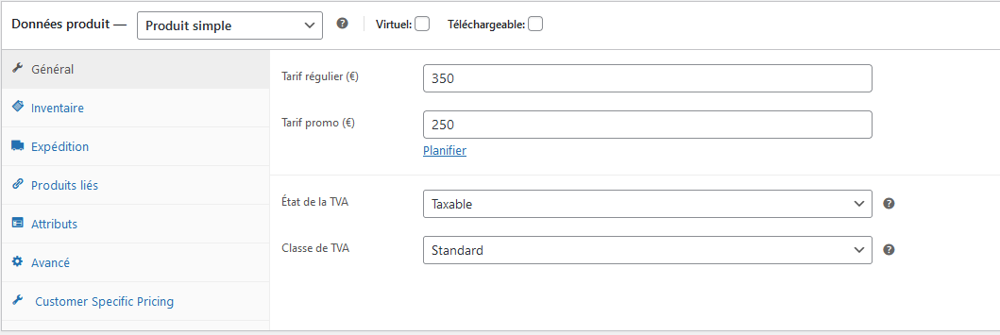 Données produit — Produit simple Virtuel: Téléchargeable:
Général
Inventaire
Expédition
Produits liés
Attributs
Avancé
Customer Specific Pricing
Tarif régulier (€) 350
Tarif promo (€) 250
Planifier
État de la TVA Taxable
Classe de TVA Standard